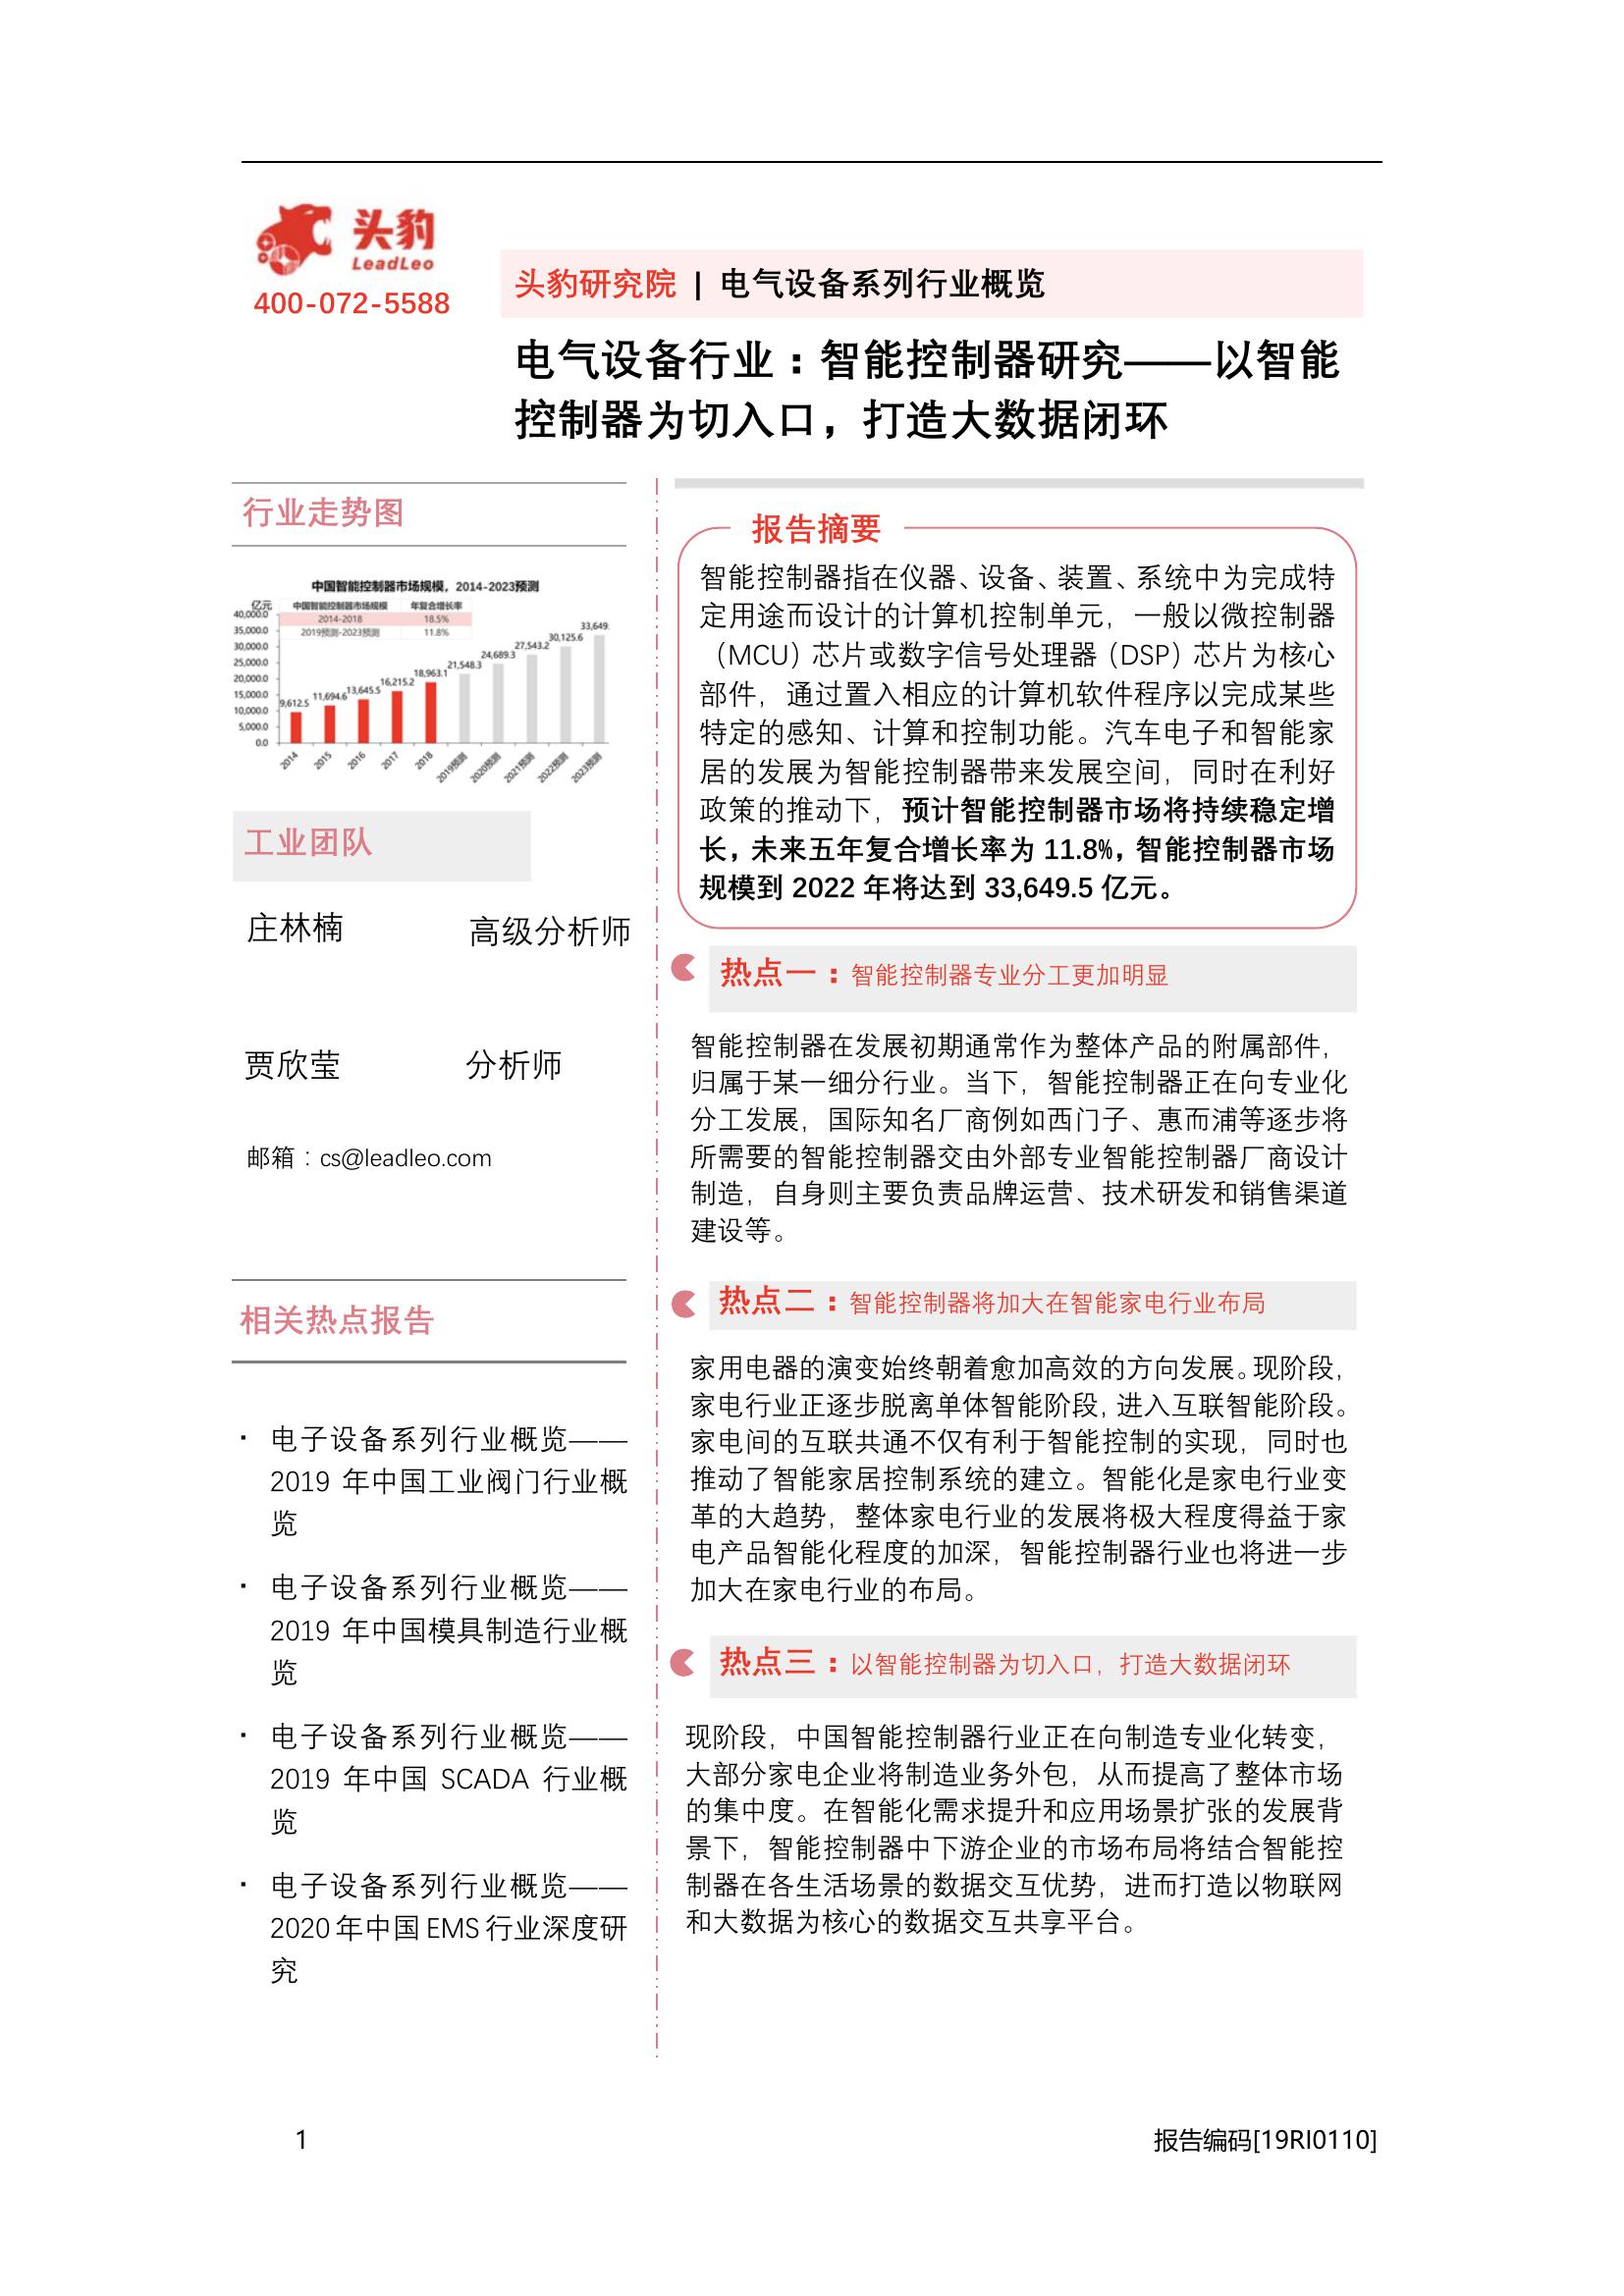 头豹
LeadLeo
400-072-5588
头豹研究院 | 电气设备系列行业概览
电气设备行业：智能控制器研究——以智能
控制器为切入口，打造大数据闭环
行业走势图
中国智能控制器市场规模，2014-2023预测
亿元
中国智能控制器市场规模 年复合增长率
2014-2018 18.5%
2019预测-2023预测 11.8%
40,000.0
35,000.0
30,000.0
25,000.0
20,000.0
15,000.0
10,000.0
5,000.0
0.0
9,612.5
11,694.6
13,645.5
16,215.2
18,963.1
21,548.3
24,689.3
27,543.2
30,125.6
33,649.
2014
2015
2016
2017
2018
2019预测
2020预测
2021预测
2022预测
2023预测
工业团队
庄林楠 高级分析师
贾欣莹 分析师
邮箱：cs@leadleo.com
相关热点报告
· 电子设备系列行业概览——
2019 年中国工业阀门行业概
览
· 电子设备系列行业概览——
2019 年中国模具制造行业概
览
· 电子设备系列行业概览——
2019 年中国 SCADA 行业概
览
· 电子设备系列行业概览——
2020 年中国 EMS 行业深度研
究
报告摘要
智能控制器指在仪器、设备、装置、系统中为完成特
定用途而设计的计算机控制单元，一般以微控制器
（MCU）芯片或数字信号处理器（DSP）芯片为核心
部件，通过置入相应的计算机软件程序以完成某些
特定的感知、计算和控制功能。汽车电子和智能家
居的发展为智能控制器带来发展空间，同时在利好
政策的推动下，预计智能控制器市场将持续稳定增
长，未来五年复合增长率为 11.8%，智能控制器市场
规模到 2022 年将达到 33,649.5 亿元。
热点一：智能控制器专业分工更加明显
智能控制器在发展初期通常作为整体产品的附属部件，
归属于某一细分行业。当下，智能控制器正在向专业化
分工发展，国际知名厂商例如西门子、惠而浦等逐步将
所需要的智能控制器交由外部专业智能控制器厂商设计
制造，自身则主要负责品牌运营、技术研发和销售渠道
建设等。
热点二：智能控制器将加大在智能家电行业布局
家用电器的演变始终朝着愈加高效的方向发展。现阶段，
家电行业正逐步脱离单体智能阶段，进入互联智能阶段。
家电间的互联共通不仅有利于智能控制的实现，同时也
推动了智能家居控制系统的建立。智能化是家电行业变
革的大趋势，整体家电行业的发展将极大程度得益于家
电产品智能化程度的加深，智能控制器行业也将进一步
加大在家电行业的布局。
热点三：以智能控制器为切入口，打造大数据闭环
现阶段，中国智能控制器行业正在向制造专业化转变，
大部分家电企业将制造业务外包，从而提高了整体市场
的集中度。在智能化需求提升和应用场景扩张的发展背
景下，智能控制器中下游企业的市场布局将结合智能控
制器在各生活场景的数据交互优势，进而打造以物联网
和大数据为核心的数据交互共享平台。
1 报告编码[19RI0110]